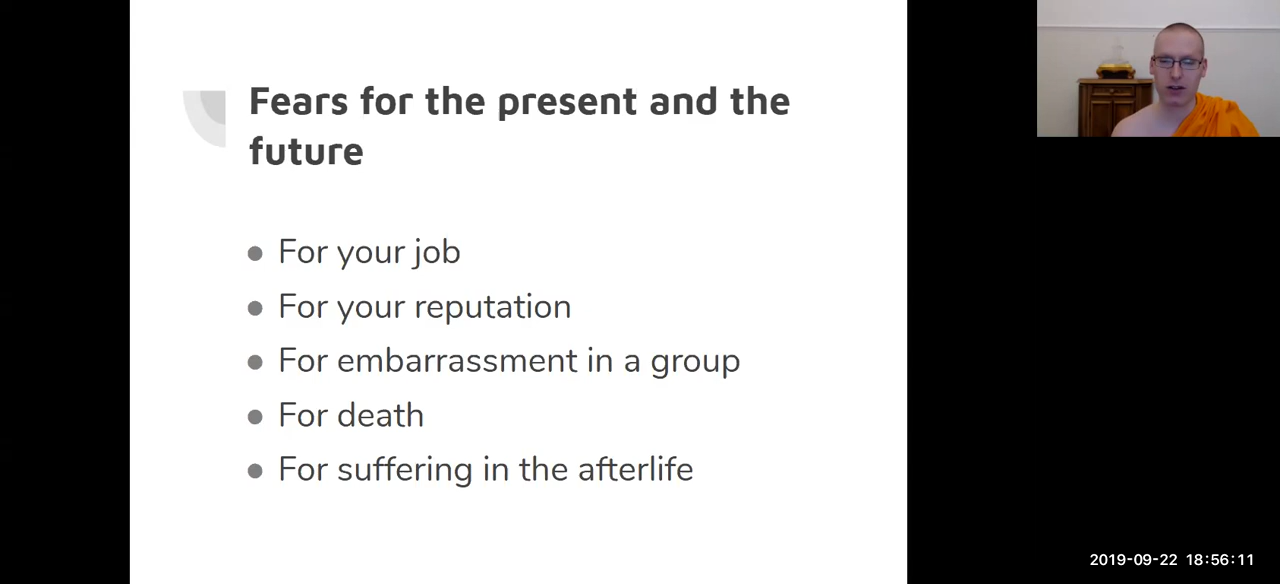 Fears for the present and the
future
For your job
For your reputation
For embarrassment in a group
For death
For suffering in the afterlife
2019-09-22 18:56:11